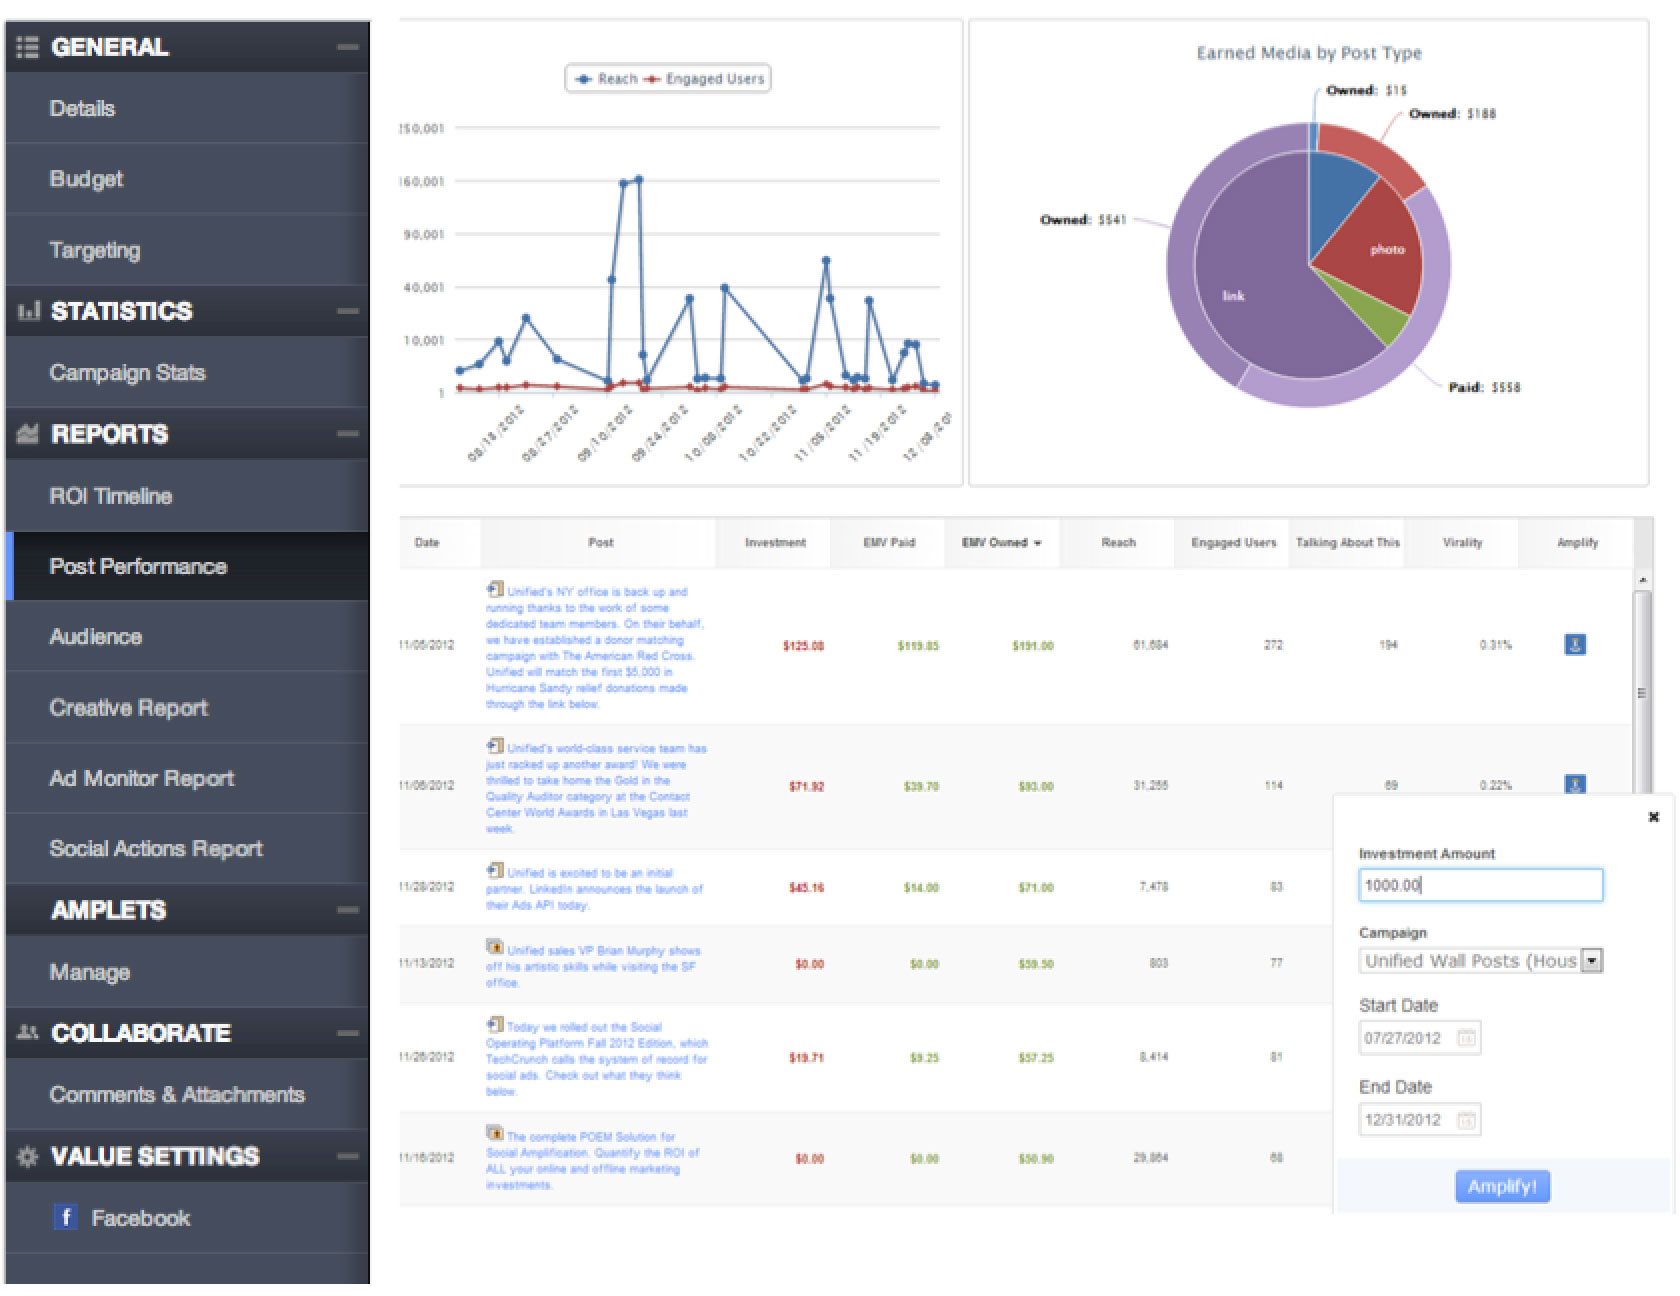 GENERAL
Details
Budget
Targeting
STATISTICS
Campaign Stats
REPORTS
ROI Timeline
Post Performance
Audience
Creative Report
Ad Monitor Report
Social Actions Report
AMPLETS
Manage
COLLABORATE
Comments & Attachments
VALUE SETTINGS
Facebook
Reach Engaged Users
250,001
160,001
90,001
40,001
10,001
1
08/27/2012
09/10/2012
09/24/2012
10/08/2012
10/22/2012
11/05/2012
11/19/2012
Earned Media by Post Type
Owned: $15
Owned: $188
Owned: $541
photo
link
Paid: $558
Date Post Investment EMV Paid EMV Owned Reach Engaged Users Talking About This Virality Amplify
Unified's NY office is back up and
running thanks to the work of some
dedicated team members. On their behalf,
we have established a donor matching
campaign with The American Red Cross.
Unified will match the first $5,000 in
Hurricane Sandy relief donations made
through the link below.
11/05/2012 $125.08 $119.85 $191.00 61,684 272 194 0.31%
Unified's world-class service team has
just racked up another award! We were
thrilled to take home the Gold in the
Quality Auditor category at the Contact
Center World Awards in Las Vegas last
week.
11/06/2012 $71.92 $39.70 $93.00 31,255 114 69 0.22%
Unified is excited to be an initial
partner. LinkedIn announces the launch of
their Ads API today.
11/28/2012 $45.16 $14.00 $71.00 7,478 83
Unified sales VP Brian Murphy shows
off his artistic skills while visiting the SF
office.
11/13/2012 $0.00 $0.00 $59.50 803 77
Today we rolled out the Social
Operating Platform Fall 2012 Edition, which
TechCrunch calls the system of record for
social ads. Check out what they think
below.
11/26/2012 $19.71 $9.25 $57.25 8,414 81
The complete POEM Solution for
Social Amplification. Quantify the ROI of
ALL your online and offline marketing
investments.
11/16/2012 $0.00 $0.00 $50.90 29,864 68
Investment Amount
1000.00
Campaign
Unified Wall Posts (Hous
Start Date
07/27/2012
End Date
12/31/2012
Amplify!